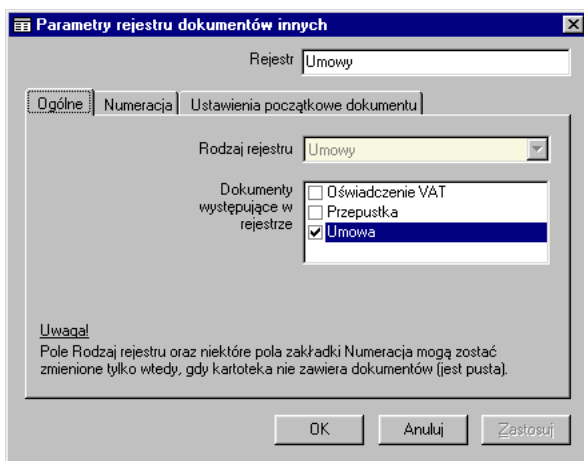 Parametry rejestru dokumentów innych
Rejestr Umowy
Ogólne Numeracja Ustawienia początkowe dokumentu
Rodzaj rejestru Umowy
Dokumenty
występujące w
rejestrze
Oświadczenie VAT
Przepustka
Umowa
Uwaga!
Pole Rodzaj rejestru oraz niektóre pola zakładki Numeracja mogą zostać
zmienione tylko wtedy, gdy kartoteka nie zawiera dokumentów (jest pusta).
OK Anuluj Zastosuj